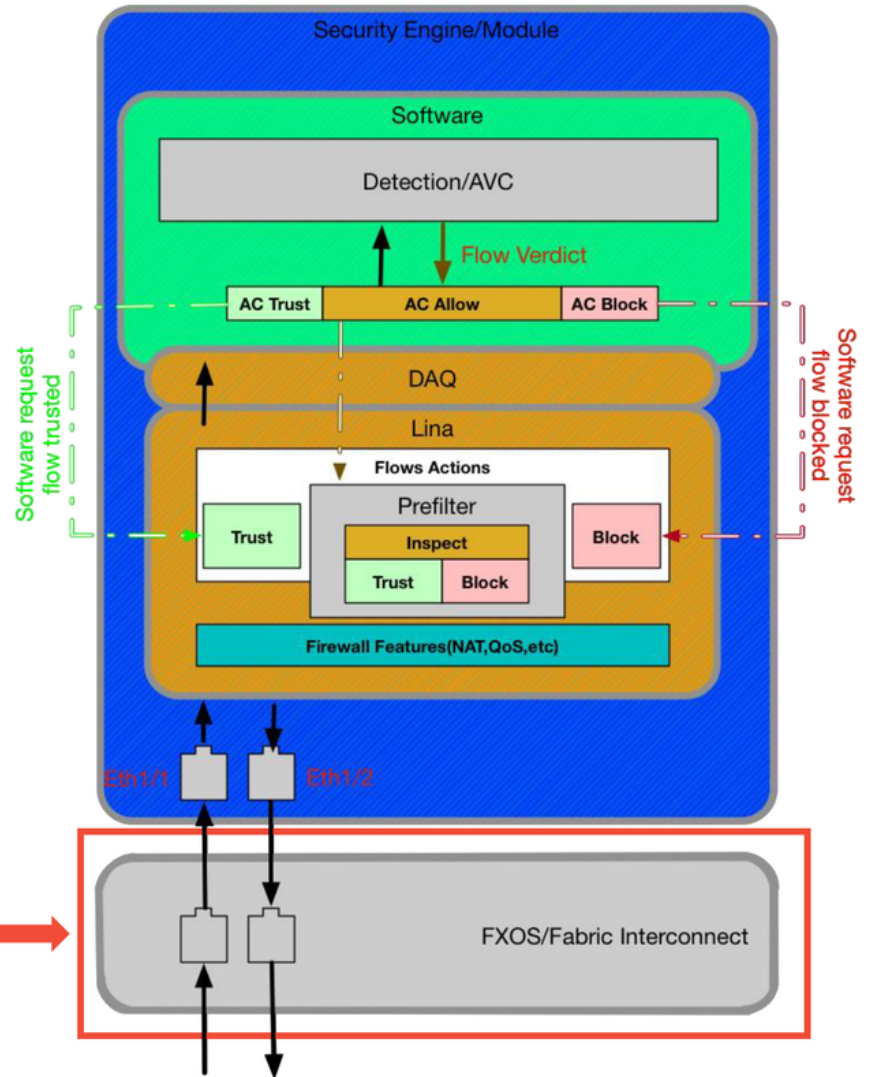 Security Engine/Module
Software
Detection/AVC
Flow Verdict
AC Trust
AC Allow
AC Block
Software request
flow trusted
Software request
flow blocked
DAQ
Lina
Flows Actions
Prefilter
Trust
Inspect
Block
Trust
Block
Firewall Features(NAT,QoS,etc)
Eth1/1
Eth1/2
FXOS/Fabric Interconnect